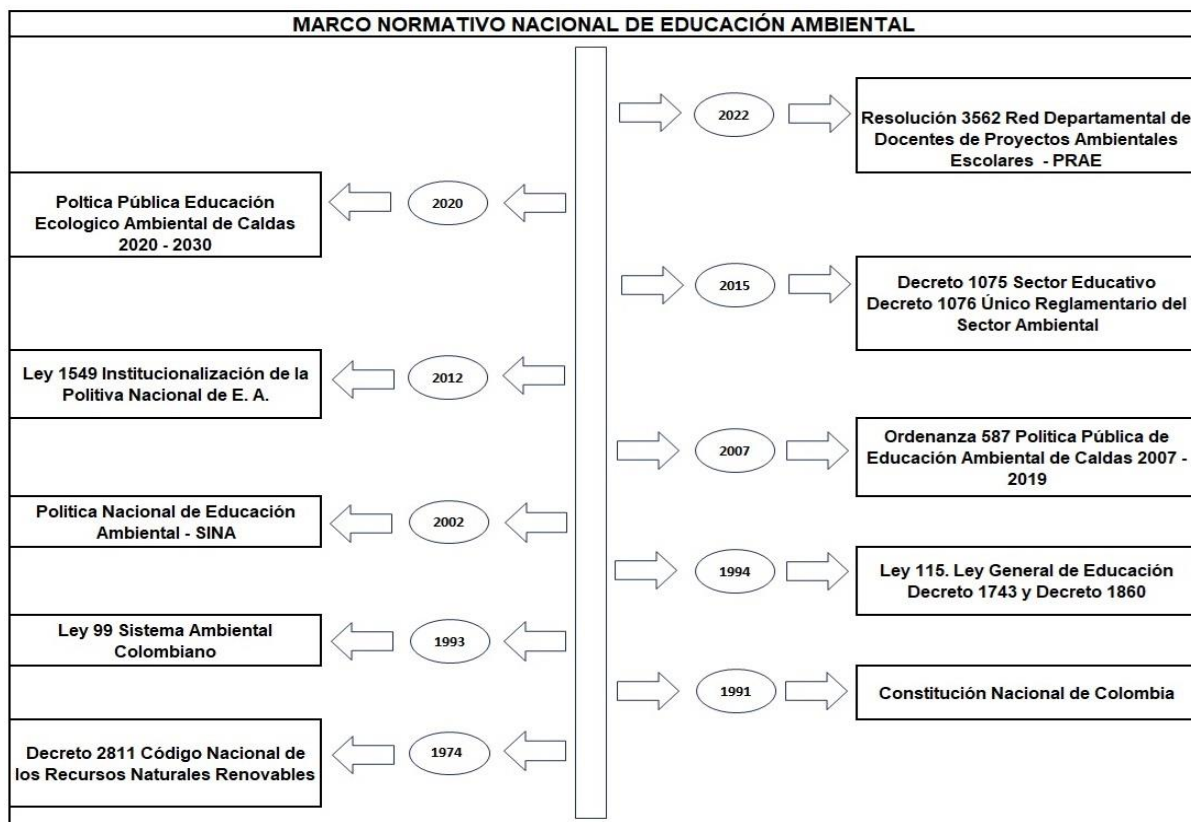 MARCO NORMATIVO NACIONAL DE EDUCACIÓN AMBIENTAL
2022
Resolución 3562 Red Departamental de
Docentes de Proyectos Ambientales
Escolares - PRAE
Poltica Pública Educación
Ecologico Ambiental de Caldas
2020 - 2030
2020
2015
Decreto 1075 Sector Educativo
Decreto 1076 Único Reglamentario del
Sector Ambiental
Ley 1549 Institucionalización de la
Politiva Nacional de E. A.
2012
2007
Ordenanza 587 Politica Pública de
Educación Ambiental de Caldas 2007 -
2019
Politica Nacional de Educación
Ambiental - SINA
2002
1994
Ley 115. Ley General de Educación
Decreto 1743 y Decreto 1860
Ley 99 Sistema Ambiental
Colombiano
1993
1991
Constitución Nacional de Colombia
Decreto 2811 Código Nacional de
los Recursos Naturales Renovables
1974